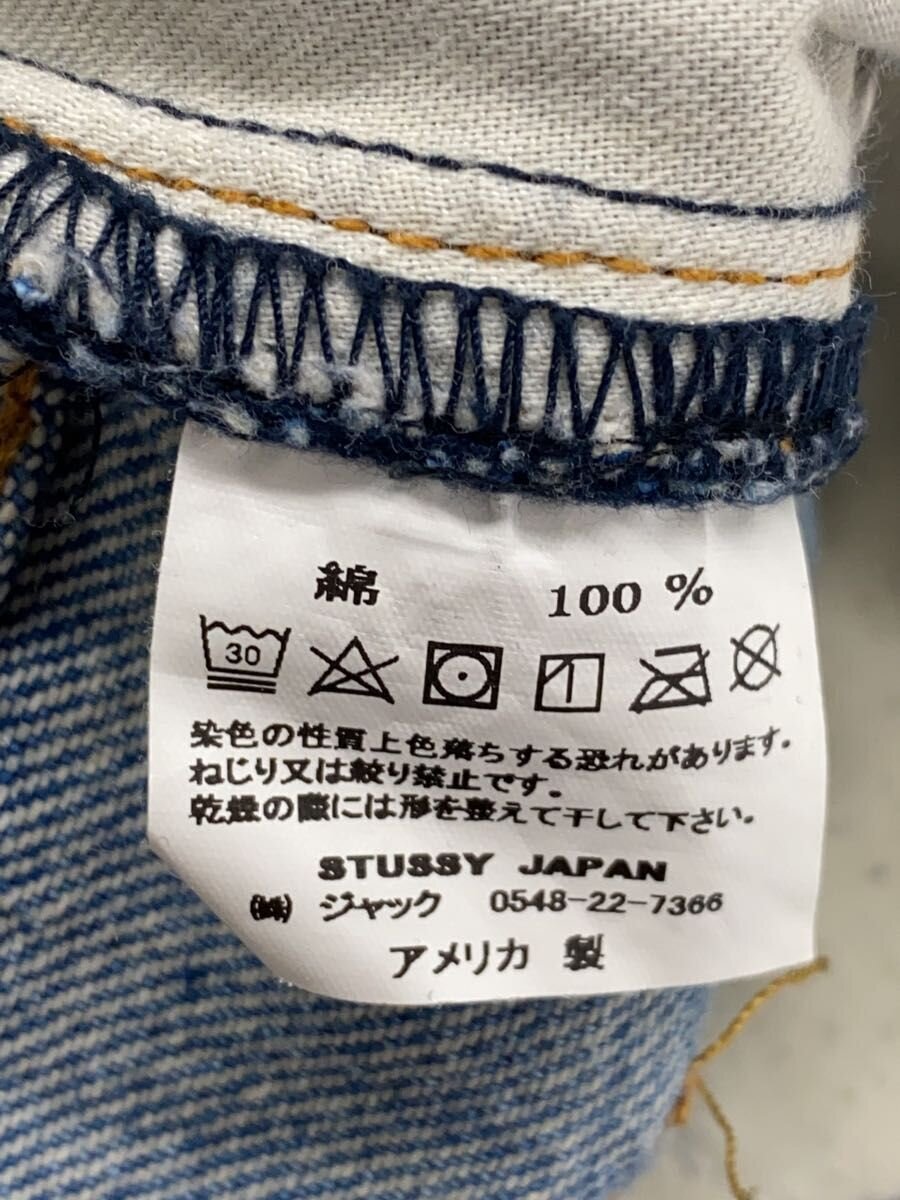 綿 100 %
30
染色の性質上色落ちする恐れがあります。
ねじり又は絞り禁止です。
乾燥の際には形を整えて干して下さい。
STUSSY JAPAN
㈱ ジャック 0548-22-7366
アメリカ 製